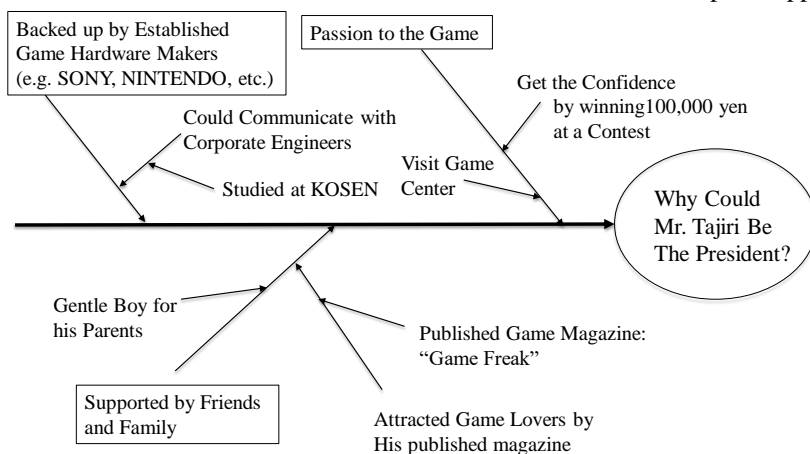 Backed up by Established
Game Hardware Makers
(e.g. SONY, NINTENDO, etc.)
Passion to the Game
Could Communicate with
Corporate Engineers
Studied at KOSEN
Get the Confidence
by winning100,000 yen
at a Contest
Visit Game
Center
Why Could
Mr. Tajiri Be
The President?
Gentle Boy for
his Parents
Published Game Magazine:
“Game Freak”
Supported by Friends
and Family
Attracted Game Lovers by
His published magazine